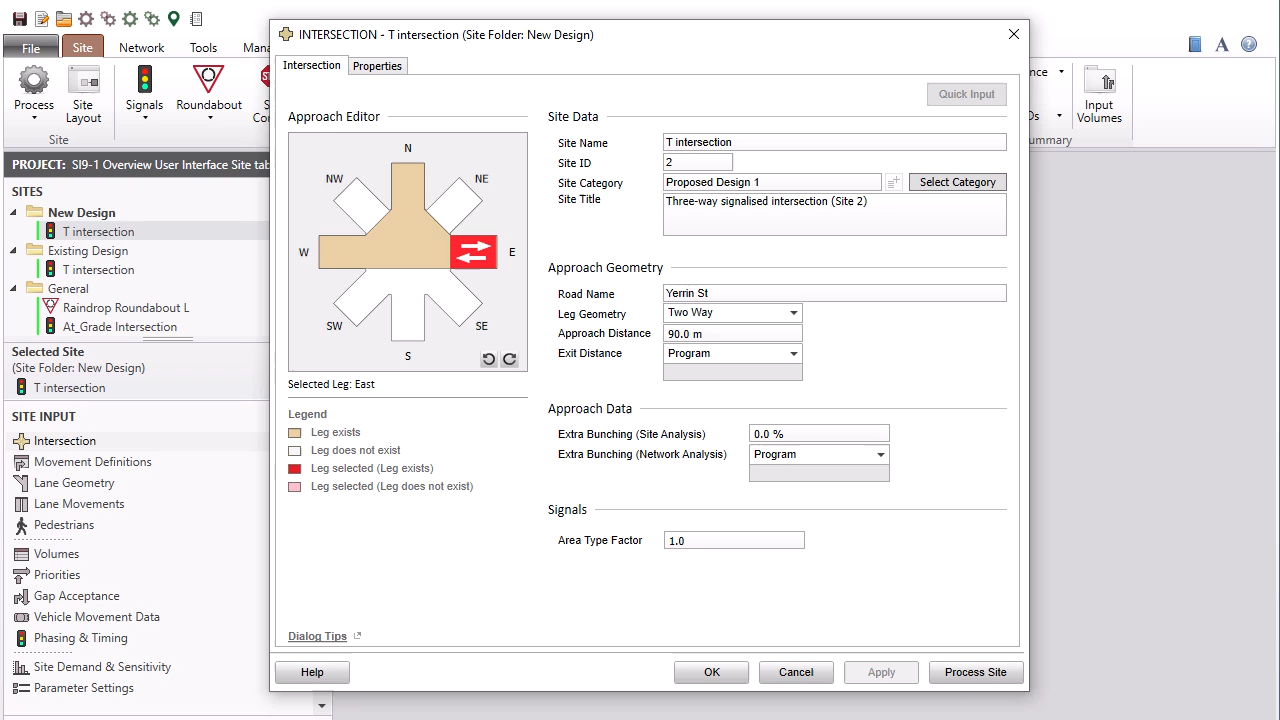 INTERSECTION - T intersection (Site Folder: New Design)
File
Site
Network
Tools
Process
Site
Layout
Signals
Roundabout
Input
Volumes
Site
PROJECT: SI9-1 Overview User Interface Site tab
SITES
New Design
T intersection
Existing Design
T intersection
General
Raindrop Roundabout L
At_Grade Intersection
Selected Site
(Site Folder: New Design)
T intersection
SITE INPUT
Intersection
Movement Definitions
Lane Geometry
Lane Movements
Pedestrians
Volumes
Priorities
Gap Acceptance
Vehicle Movement Data
Phasing & Timing
Site Demand & Sensitivity
Parameter Settings
Intersection
Properties
Quick Input
Approach Editor
N
NW
NE
W
E
SW
SE
S
Selected Leg: East
Legend
Leg exists
Leg does not exist
Leg selected (Leg exists)
Leg selected (Leg does not exist)
Dialog Tips
Site Data
Site Name T intersection
Site ID 2
Site Category Proposed Design 1 Select Category
Site Title Three-way signalised intersection (Site 2)
Approach Geometry
Road Name Yerrin St
Leg Geometry Two Way
Approach Distance 90.0 m
Exit Distance Program
Approach Data
Extra Bunching (Site Analysis) 0.0 %
Extra Bunching (Network Analysis) Program
Signals
Area Type Factor 1.0
Help
OK
Cancel
Apply
Process Site